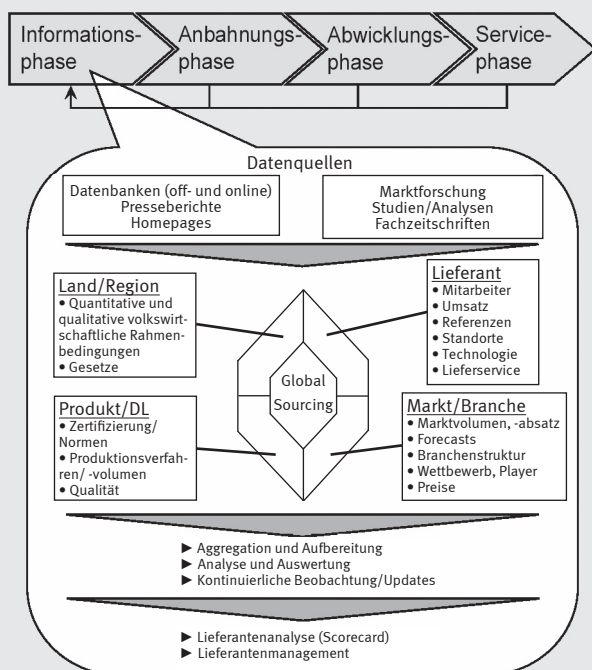 Informations-
phase
Anbahnungs-
phase
Abwicklungs-
phase
Service-
phase
Datenquellen
Datenbanken (off- und online)
Presseberichte
Homepages
Marktforschung
Studien/Analysen
Fachzeitschriften
Land/Region
• Quantitative und
qualitative volkswirt-
schaftliche Rahmen-
bedingungen
• Gesetze
Lieferant
• Mitarbeiter
• Umsatz
• Referenzen
• Standorte
• Technologie
• Lieferservice
Global
Sourcing
Produkt/DL
• Zertifizierung/
Normen
• Produktionsverfah-
ren/ -volumen
• Qualität
Markt/Branche
• Marktvolumen, -absatz
• Forecasts
• Branchenstruktur
• Wettbewerb, Player
• Preise
► Aggregation und Aufbereitung
► Analyse und Auswertung
► Kontinuierliche Beobachtung/Updates
► Lieferantenanalyse (Scorecard)
► Lieferantenmanagement